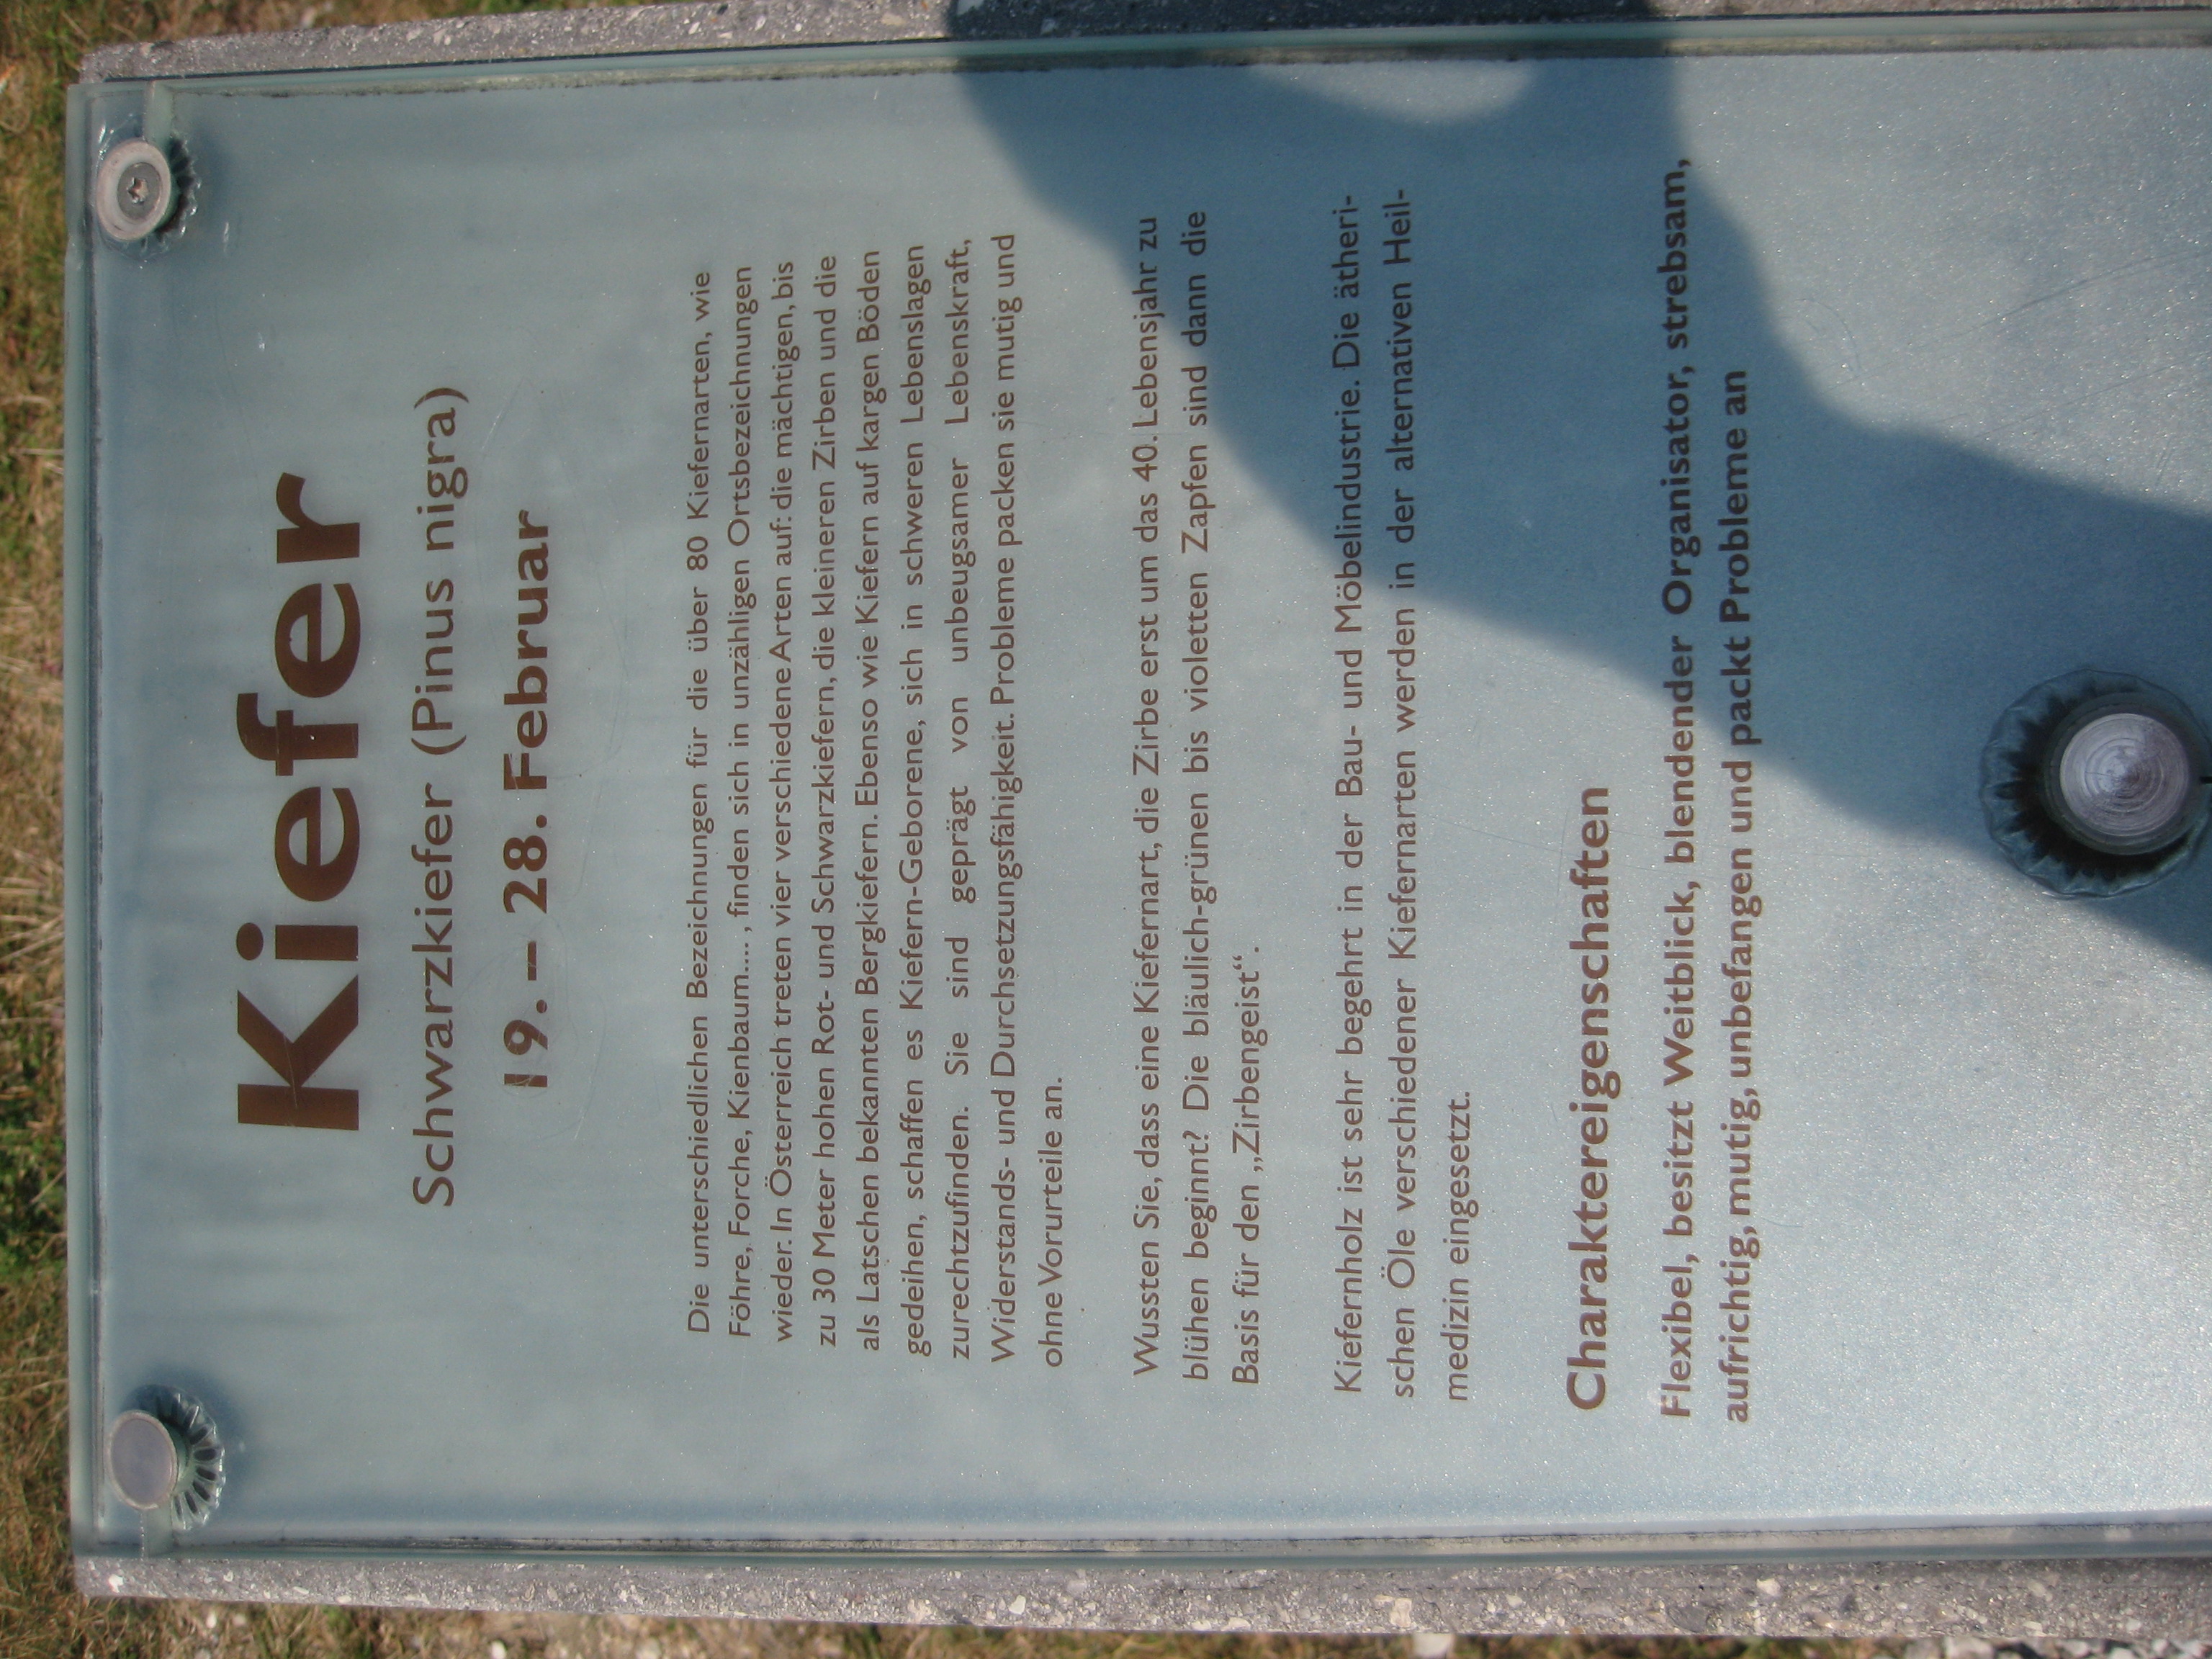 Kiefer
Schwarzkiefer (Pinus nigra)
19. – 28. Februar
Die unterschiedlichen Bezeichnungen für die über 80 Kiefernarten, wie
Föhre, Forche, Kienbaum...., finden sich in unzähligen Ortsbezeichnungen
wieder. In Österreich treten vier verschiedene Arten auf: die mächtigen, bis
zu 30 Meter hohen Rot- und Schwarzkiefern, die kleineren Zirben und die
als Latschen bekannten Bergkiefern. Ebenso wie Kiefern auf kargen Böden
gedeihen, schaffen es Kiefern-Geborene, sich in schweren Lebenslagen
zurechtzufinden. Sie sind geprägt von unbeugsamer Lebenskraft,
Widerstands- und Durchsetzungsfähigkeit. Probleme packen sie mutig und
ohne Vorurteile an.
Wussten Sie, dass eine Kiefernart, die Zirbe erst um das 40. Lebensjahr zu
blühen beginnt? Die bläulich-grünen bis violetten Zapfen sind dann die
Basis für den „Zirbengeist“.
Kiefernholz ist sehr begehrt in der Bau- und Möbelindustrie. Die ätheri-
schen Öle verschiedener Kiefernarten werden in der alternativen Heil-
medizin eingesetzt.
Charaktereigenschaften
Flexibel, besitzt Weitblick, blendender Organisator, strebsam,
aufrichtig, mutig, unbefangen und packt Probleme an